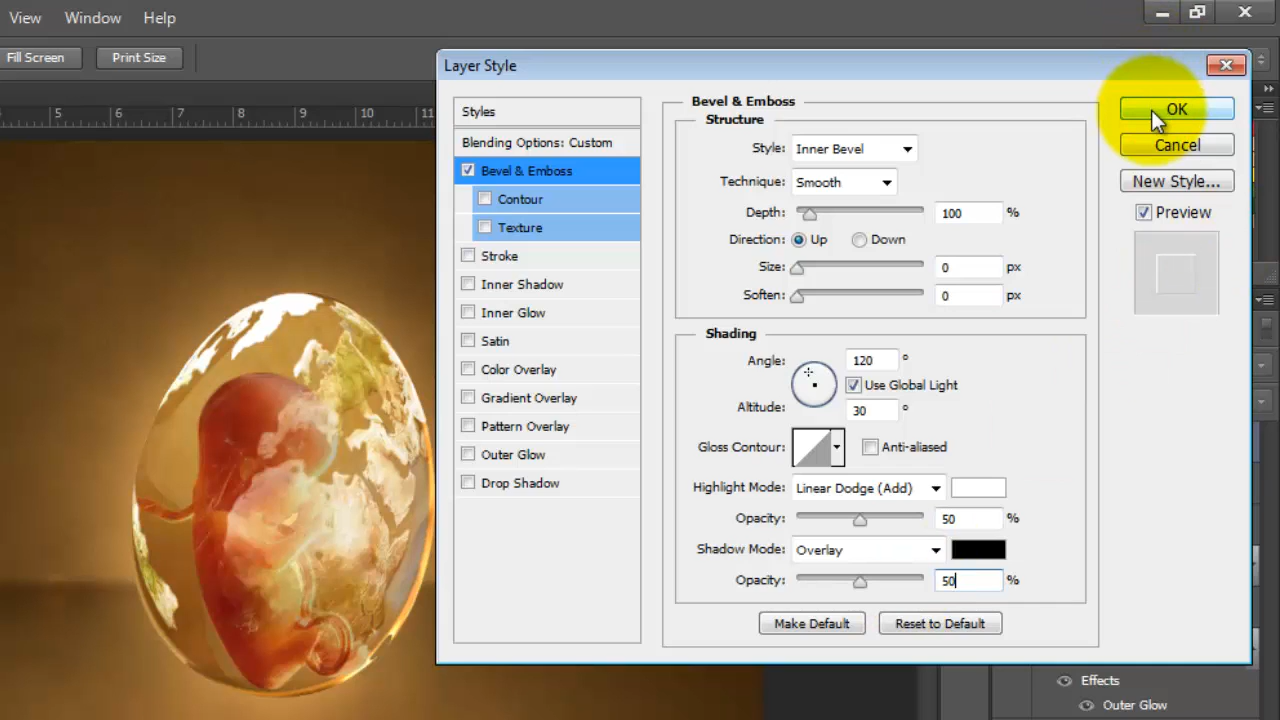 View Window Help
Fill Screen Print Size
5 6 7 8 9 10 11
Layer Style
Styles
Blending Options: Custom
Bevel & Emboss
Contour
Texture
Stroke
Inner Shadow
Inner Glow
Satin
Color Overlay
Gradient Overlay
Pattern Overlay
Outer Glow
Drop Shadow
Bevel & Emboss
Structure
Style: Inner Bevel
Technique: Smooth
Depth: 100 %
Direction: Up Down
Size: 0 px
Soften: 0 px
Shading
Angle: 120 °
Use Global Light
Altitude: 30 °
Gloss Contour: Anti-aliased
Highlight Mode: Linear Dodge (Add)
Opacity: 50 %
Shadow Mode: Overlay
Opacity: 50 %
Make Default Reset to Default
OK
Cancel
New Style...
Preview
Effects
Outer Glow